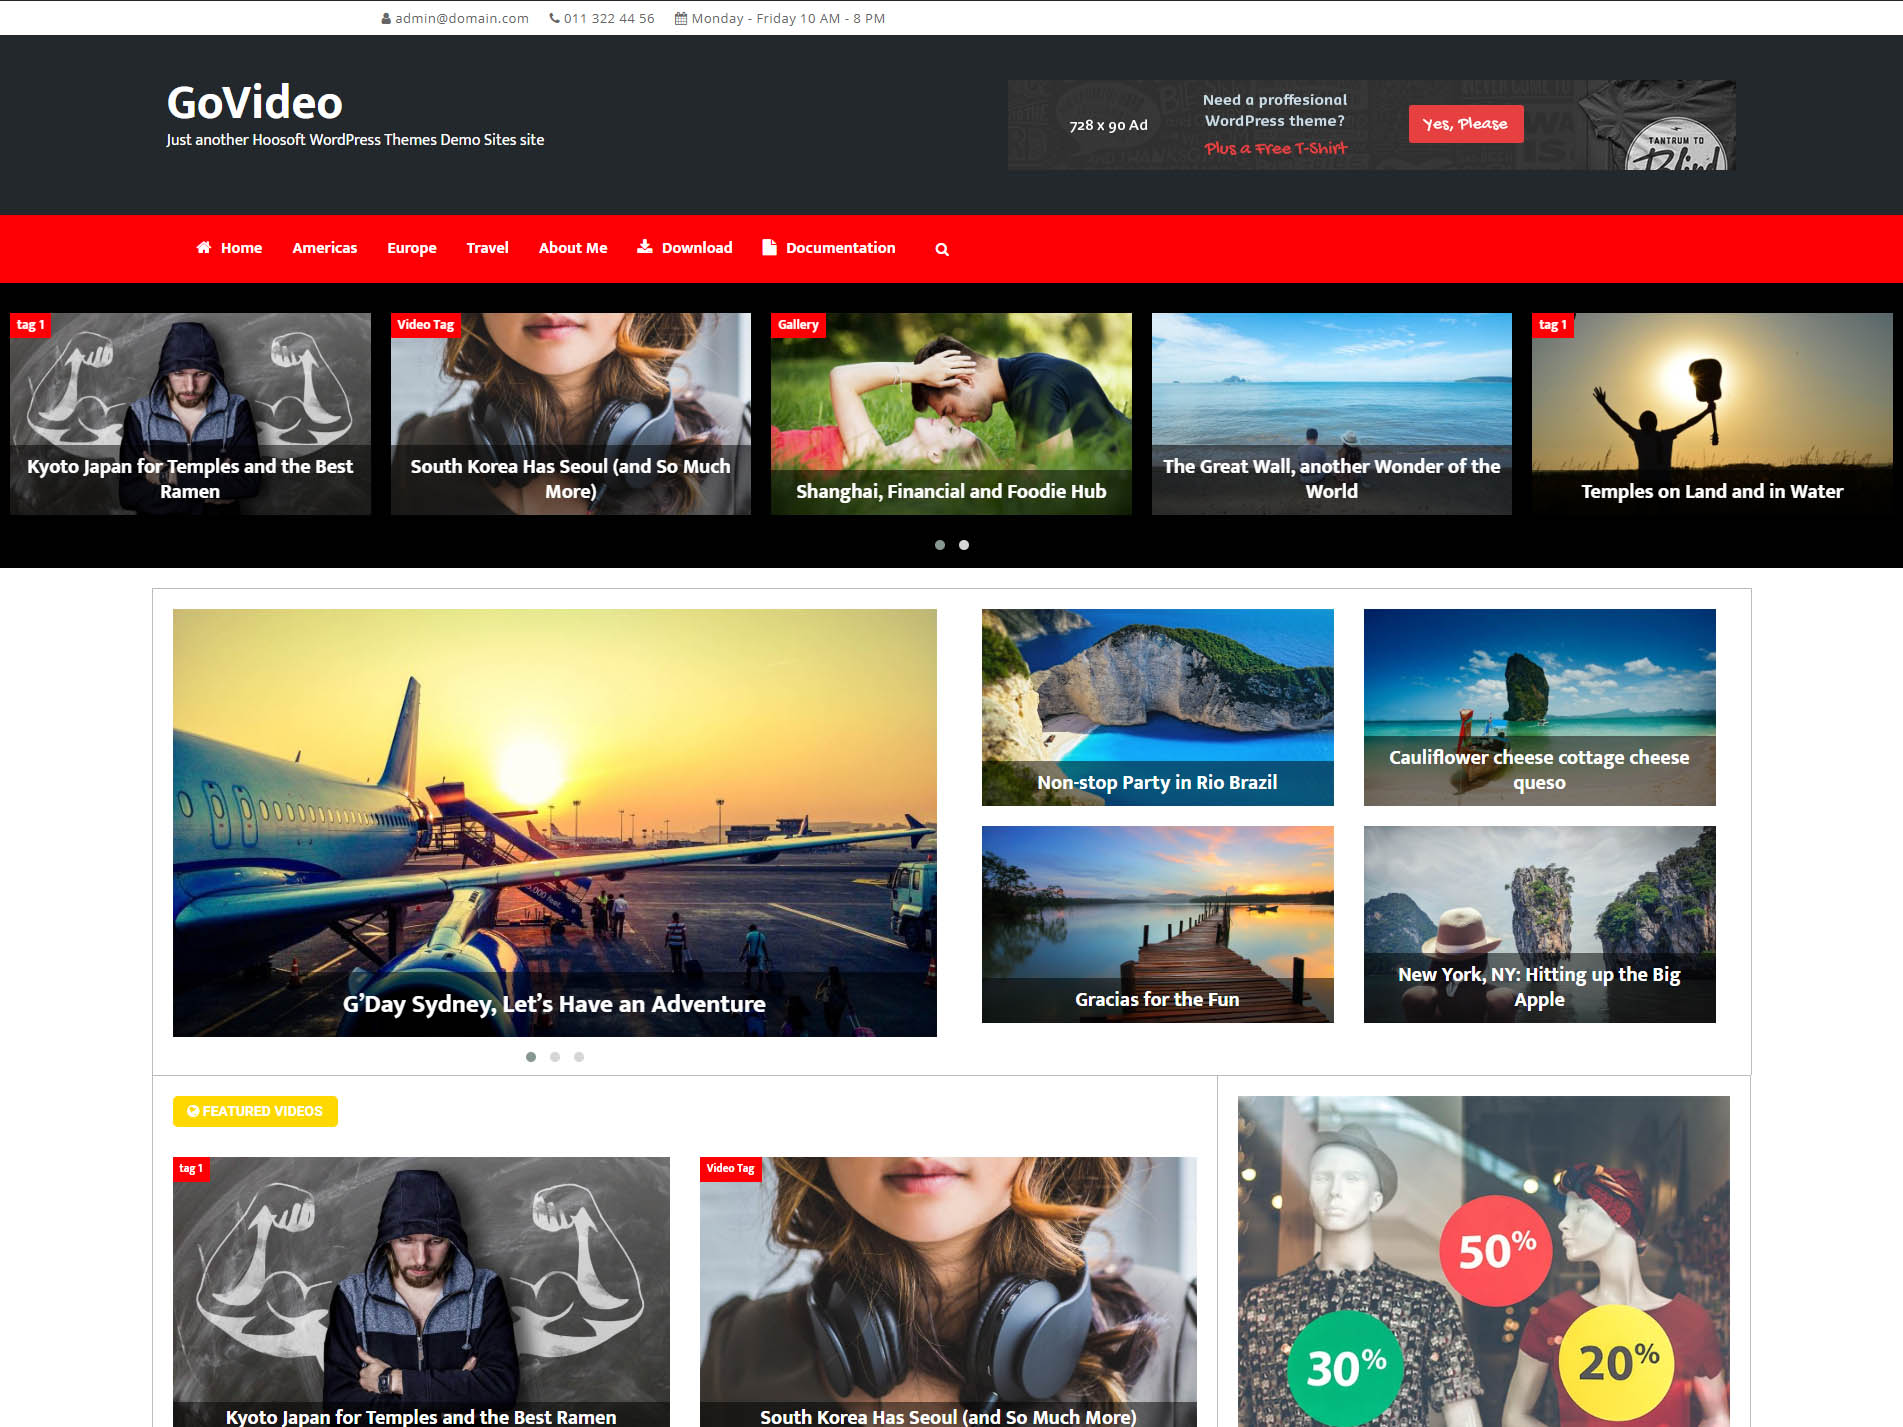 admin@domain.com 011 322 44 56 Monday - Friday 10 AM - 8 PM
GoVideo
Just another Hoosoft WordPress Themes Demo Sites site
728 x 90 Ad
Need a proffesional
WordPress theme?
Plus a Free T-Shirt
Yes, Please
TANTRUM TO
Blind
Home Americas Europe Travel About Me Download Documentation
tag 1
Kyoto Japan for Temples and the Best
Ramen
Video Tag
South Korea Has Seoul (and So Much
More)
Gallery
Shanghai, Financial and Foodie Hub
The Great Wall, another Wonder of the
World
tag 1
Temples on Land and in Water
G’Day Sydney, Let’s Have an Adventure
Non-stop Party in Rio Brazil
Cauliflower cheese cottage cheese
queso
Gracias for the Fun
New York, NY: Hitting up the Big
Apple
FEATURED VIDEOS
tag 1
Kyoto Japan for Temples and the Best Ramen
Video Tag
South Korea Has Seoul (and So Much More)
50%
30%
20%